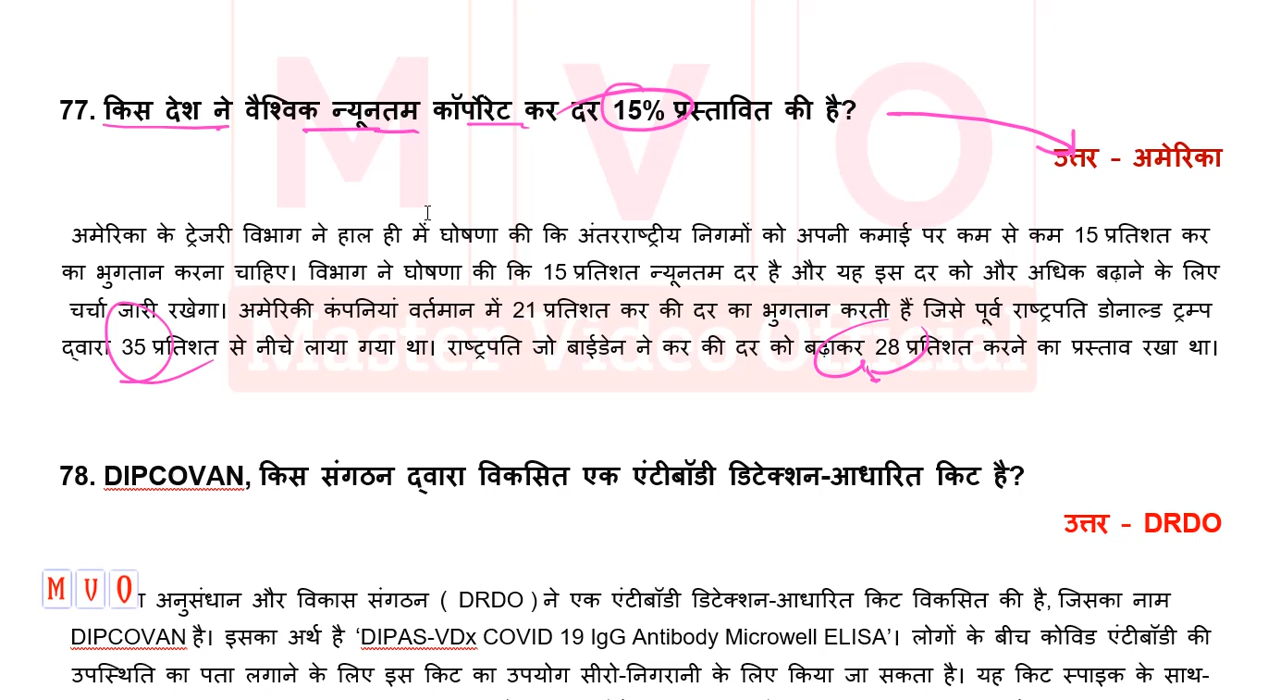 77. किस देश ने वैश्विक न्यूनतम कॉर्पोरेट कर दर 15% प्रस्तावित की है?
उत्तर - अमेरिका
अमेरिका के ट्रेजरी विभाग ने हाल ही में घोषणा की कि अंतरराष्ट्रीय निगमों को अपनी कमाई पर कम से कम 15 प्रतिशत कर
का भुगतान करना चाहिए। विभाग ने घोषणा की कि 15 प्रतिशत न्यूनतम दर है और यह इस दर को और अधिक बढ़ाने के लिए
चर्चा जारी रखेगा। अमेरिकी कंपनियां वर्तमान में 21 प्रतिशत कर की दर का भुगतान करती हैं जिसे पूर्व राष्ट्रपति डोनाल्ड ट्रम्प
द्वारा 35 प्रतिशत से नीचे लाया गया था। राष्ट्रपति जो बाईडेन ने कर की दर को बढ़ाकर 28 प्रतिशत करने का प्रस्ताव रखा था।
MVO
Master Video Official
78. DIPCOVAN, किस संगठन द्वारा विकसित एक एंटीबॉडी डिटेक्शन-आधारित किट है?
उत्तर - DRDO
MVO
अनुसंधान और विकास संगठन ( DRDO ) ने एक एंटीबॉडी डिटेक्शन-आधारित किट विकसित की है, जिसका नाम
DIPCOVAN है। इसका अर्थ है ‘DIPAS-VDx COVID 19 IgG Antibody Microwell ELISA’। लोगों के बीच कोविड एंटीबॉडी की
उपस्थिति का पता लगाने के लिए इस किट का उपयोग सीरो-निगरानी के लिए किया जा सकता है। यह किट स्पाइक के साथ-